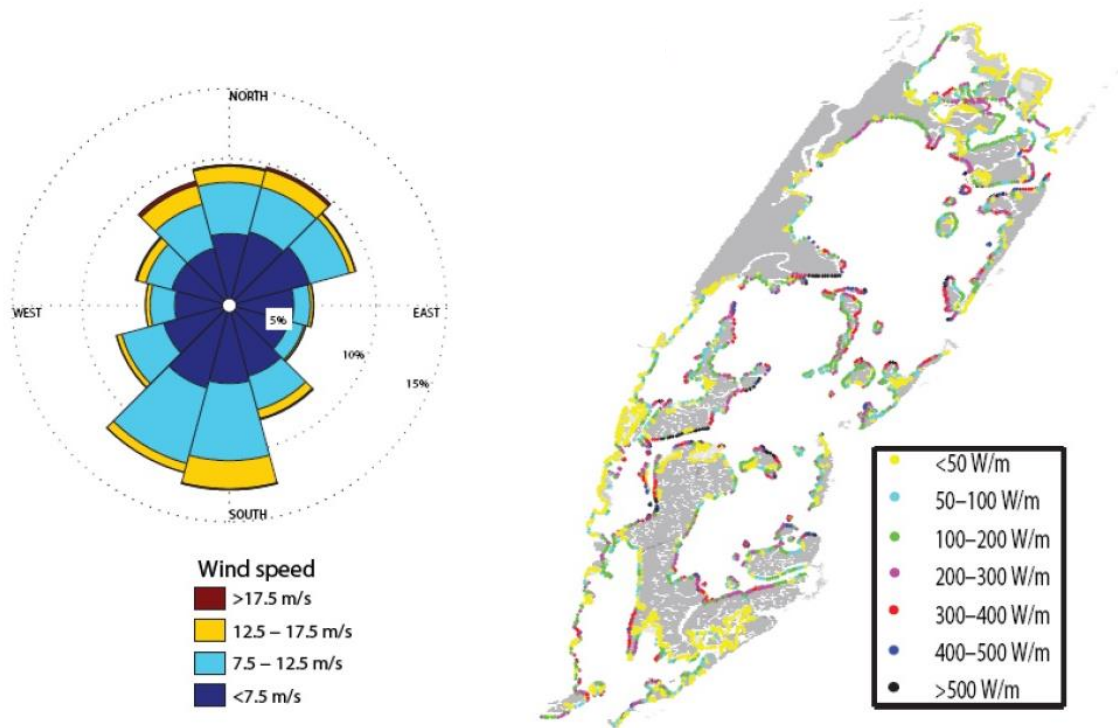 NORTH
WEST
EAST
5%
10%
15%
SOUTH
Wind speed
>17.5 m/s
12.5 – 17.5 m/s
7.5 – 12.5 m/s
<7.5 m/s
<50 W/m
50–100 W/m
100–200 W/m
200–300 W/m
300–400 W/m
400–500 W/m
>500 W/m